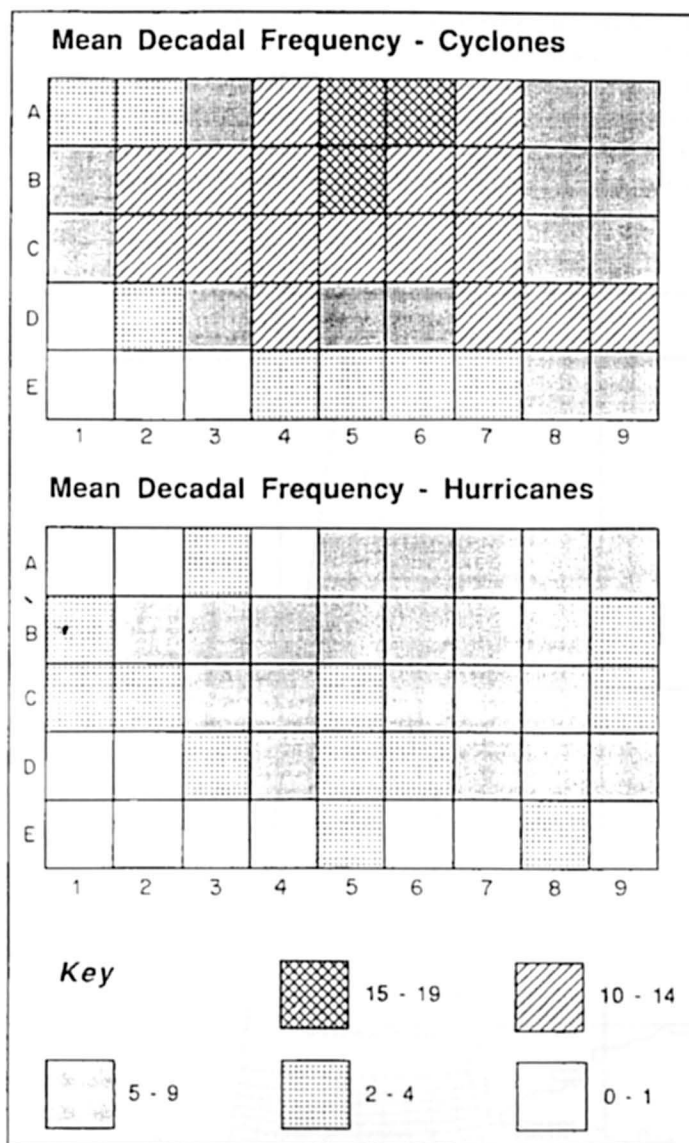 Mean Decadal Frequency - Cyclones
A
B
C
D
E
1 2 3 4 5 6 7 8 9
Mean Decadal Frequency - Hurricanes
A
B
C
D
E
1 2 3 4 5 6 7 8 9
Key
15 - 19
10 - 14
5 - 9
2 - 4
0 - 1